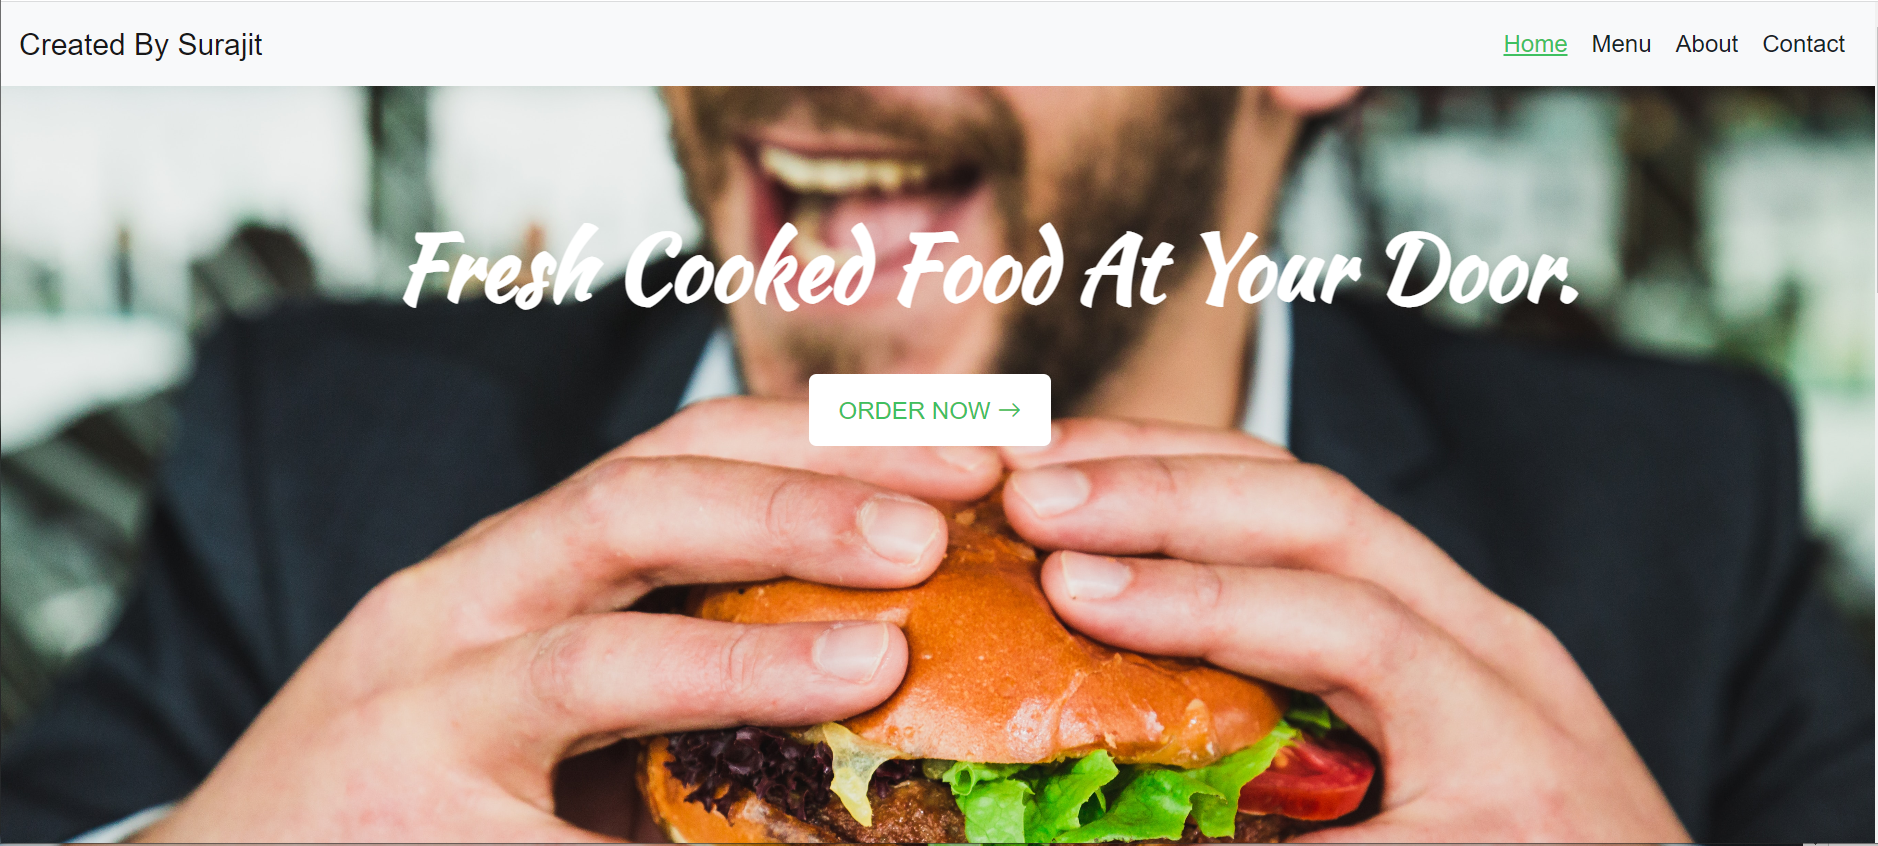 Created By Surajit
Home Menu About Contact
Fresh Cooked Food At Your Door.
ORDER NOW →